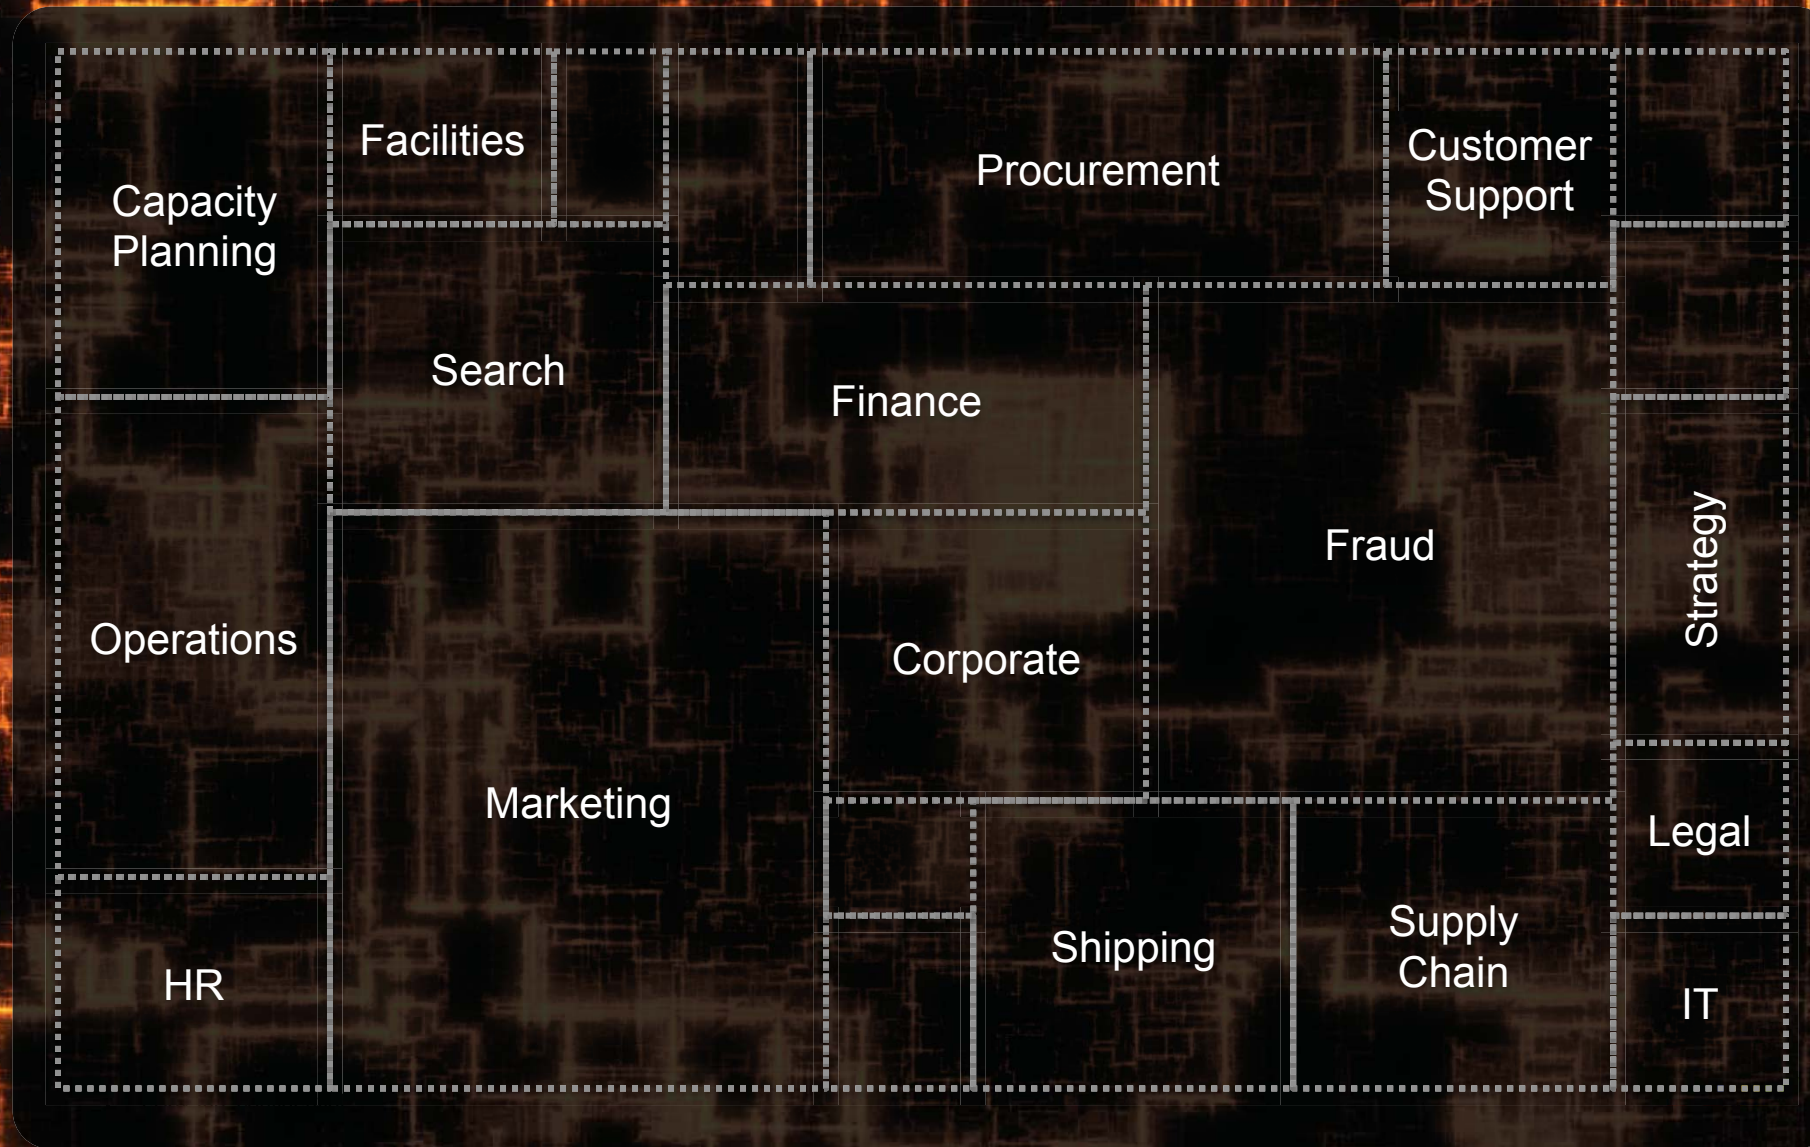 Facilities
Procurement
Customer
Support
Capacity
Planning
Search
Finance
Fraud
Strategy
Operations
Corporate
Marketing
Legal
Shipping
Supply
Chain
HR
IT